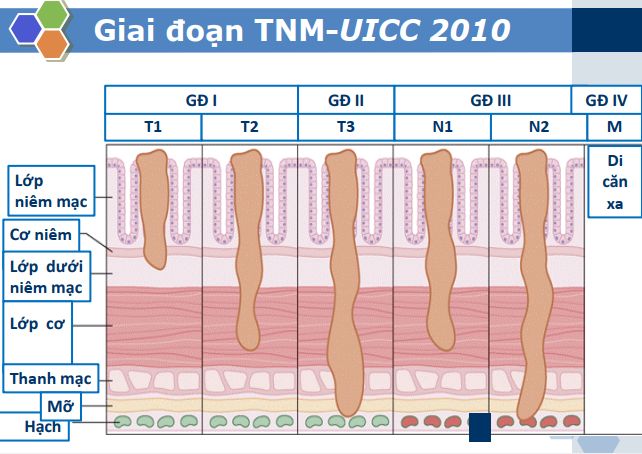 Giai đoạn TNM-UICC 2010
GĐ I
GĐ II
GĐ III
GĐ IV
T1
T2
T3
N1
N2
M
Di
căn
xa
Lớp
niêm mạc
Cơ niêm
Lớp dưới
niêm mạc
Lớp cơ
Thanh mạc
Mỡ
Hạch